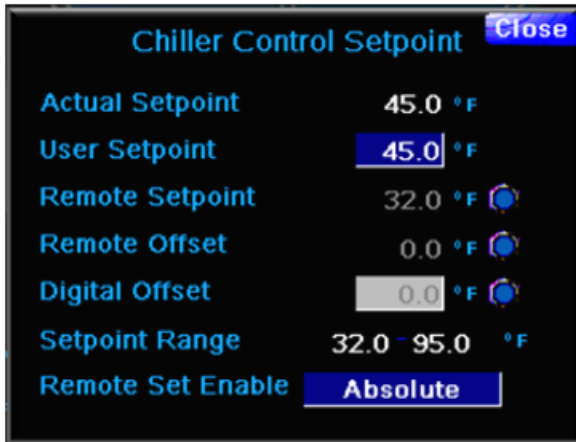 Chiller Control Setpoint Close
Actual Setpoint 45.0 °F
User Setpoint 45.0 °F
Remote Setpoint 32.0 °F
Remote Offset 0.0 °F
Digital Offset 0.0 °F
Setpoint Range 32.0 - 95.0 °F
Remote Set Enable Absolute